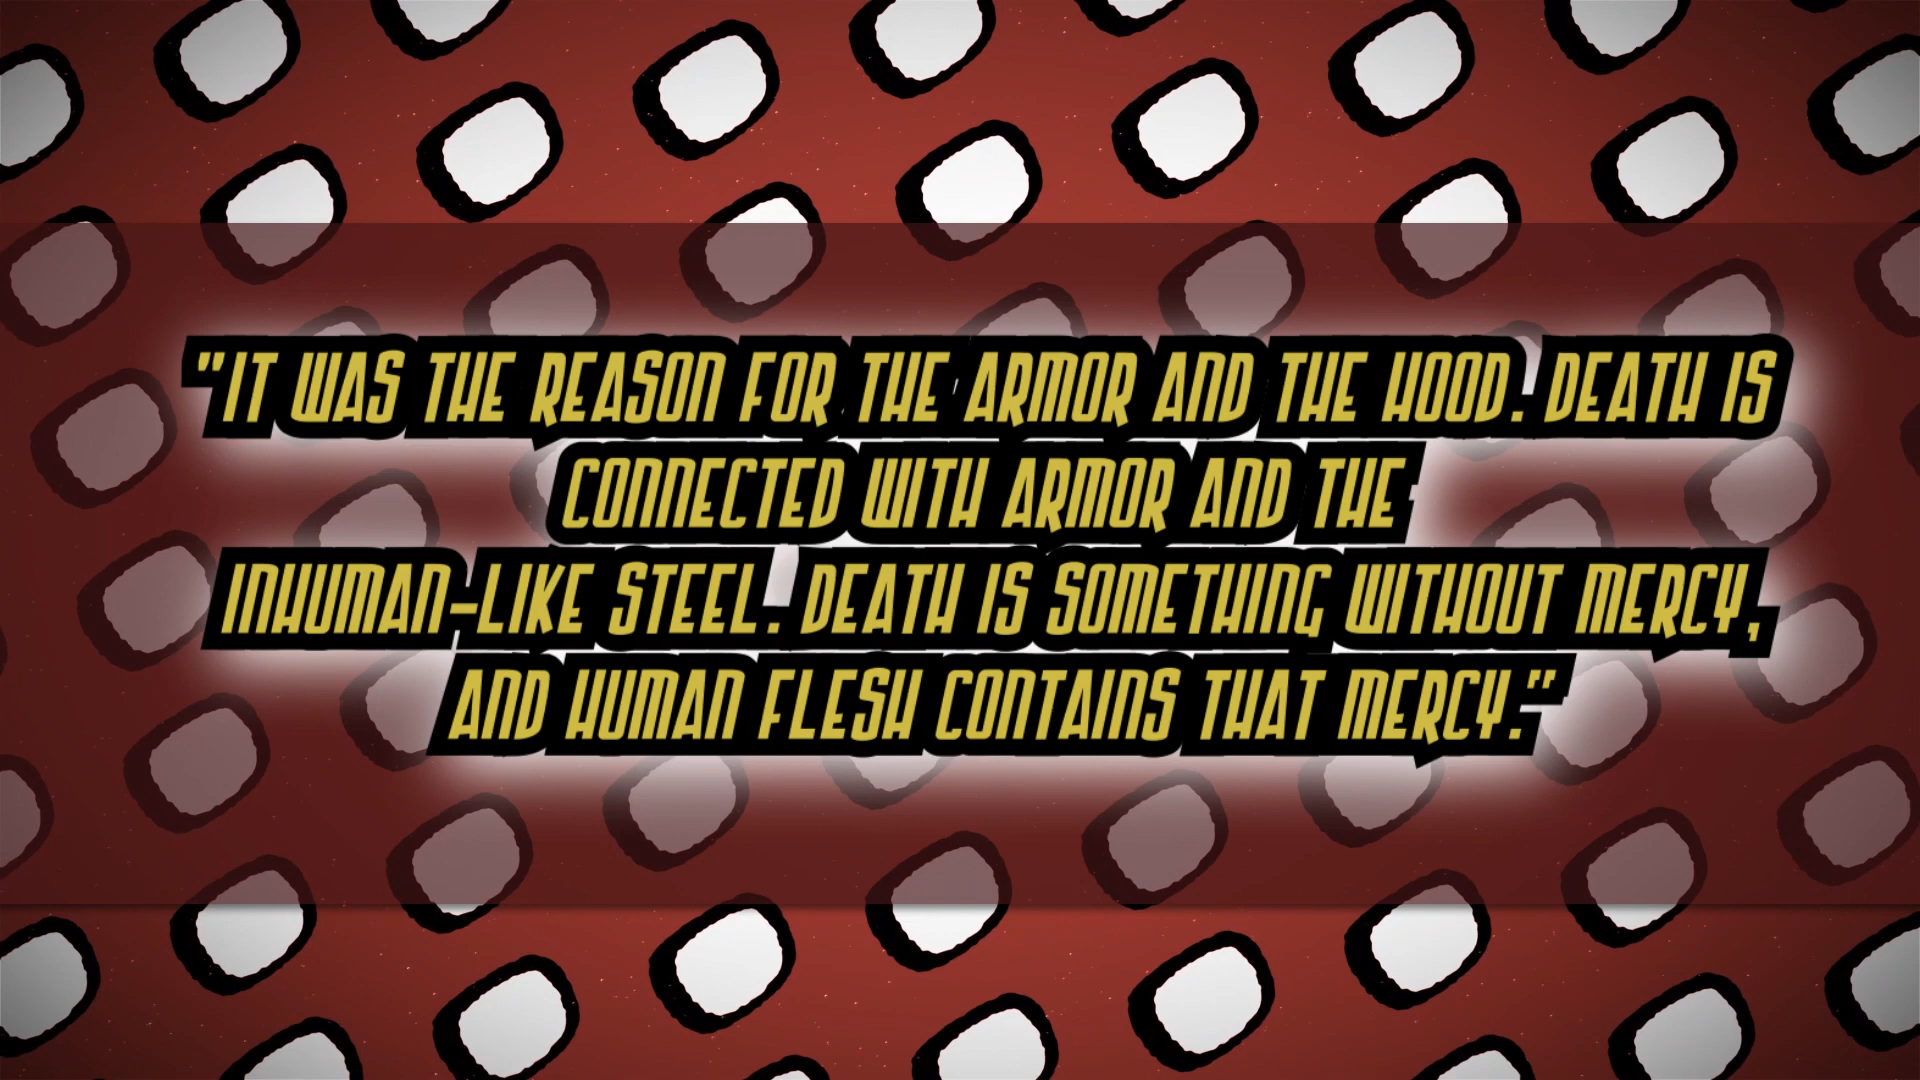 "IT WAS THE REASON FOR THE ARMOR AND THE HOOD. DEATH IS
CONNECTED WITH ARMOR AND THE
INHUMAN-LIKE STEEL. DEATH IS SOMETHING WITHOUT MERCY,
AND HUMAN FLESH CONTAINS THAT MERCY."